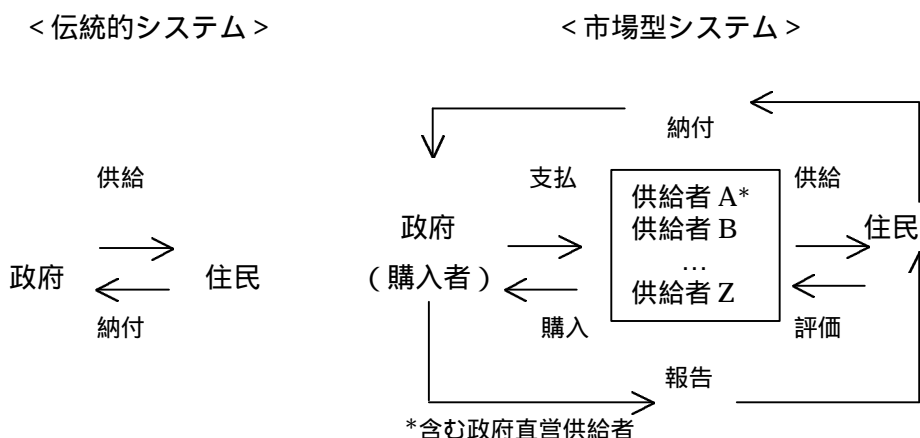 <伝統的システム>
供給
政府
住民
納付
<市場型システム>
納付
支払
供給
供給者 A*
供給者 B
…
供給者 Z
政府
(購入者)
住民
購入
評価
報告
*含む政府直営供給者